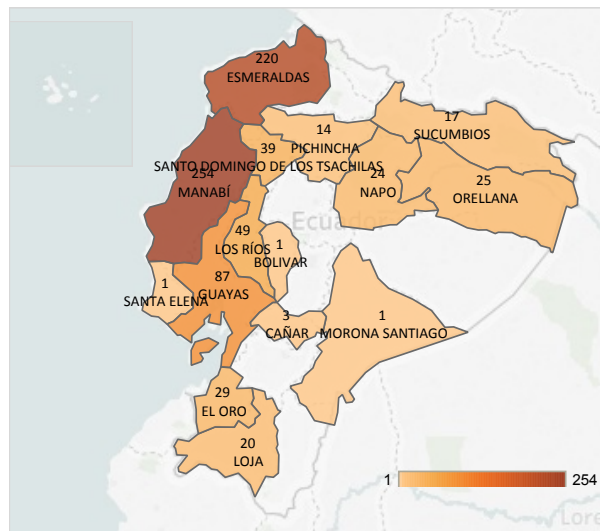 220
ESMERALDAS
17
SUCUMBIOS
14
PICHINCHA
39
SANTO DOMINGO DE LOS TSACHILAS
254
MANABÍ
24
NAPO
25
ORELLANA
Ecuador
49
LOS RÍOS
1
BOLIVAR
1
SANTA ELENA
87
GUAYAS
3
CAÑAR
1
MORONA SANTIAGO
29
EL ORO
20
LOJA
1 254
Lore